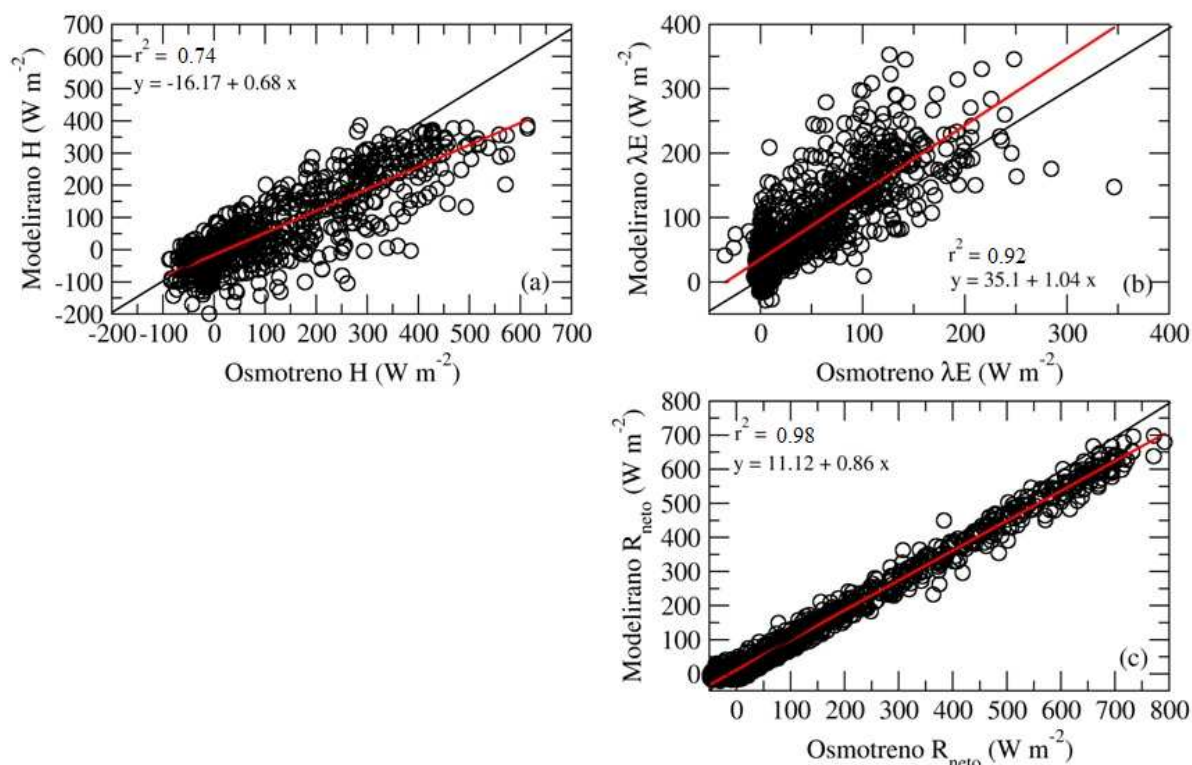 700
600
500
400
300
200
100
0
-100
-200
Modelirano H (W m⁻²)
r² = 0.74
y = -16.17 + 0.68 x
(a)
-200 -100 0 100 200 300 400 500 600 700
Osmotreno H (W m⁻²)
400
300
200
100
0
Modelirano λE (W m⁻²)
r² = 0.92
y = 35.1 + 1.04 x
(b)
0 100 200 300 400
Osmotreno λE (W m⁻²)
800
700
600
500
400
300
200
100
0
Modelirano R_neto (W m⁻²)
r² = 0.98
y = 11.12 + 0.86 x
(c)
0 100 200 300 400 500 600 700 800
Osmotreno R_neto (W m⁻²)